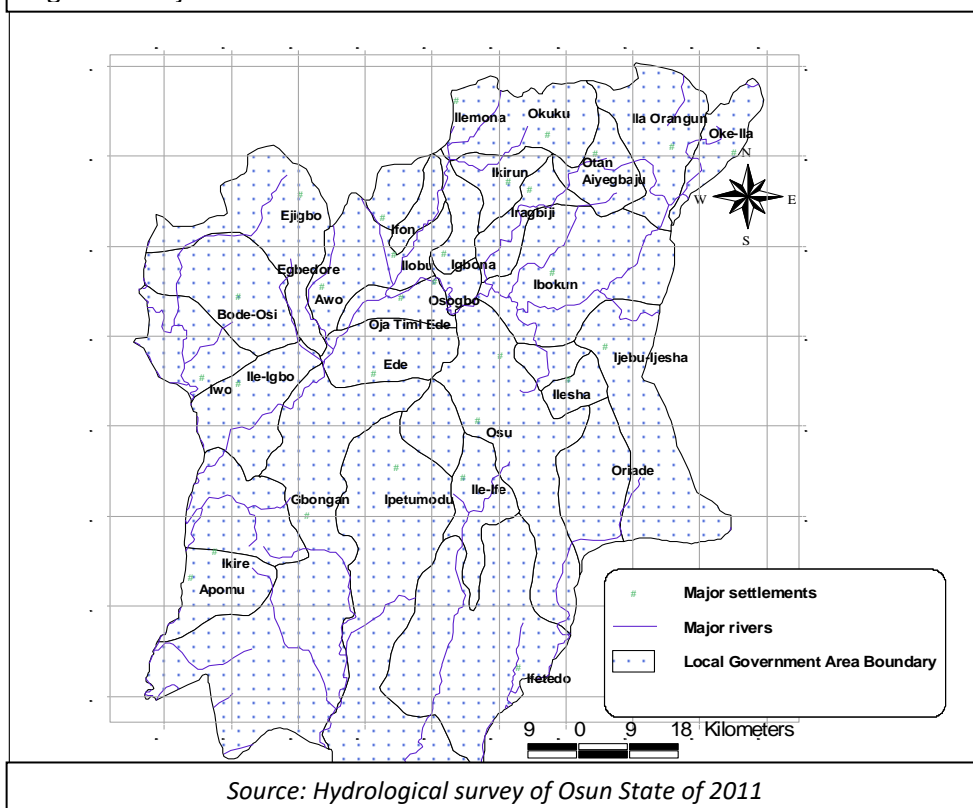 Ilemona
Okuku
Ila Orangun
Oke-Ila
N
Otan
Aiyegbaju
Ikirun
W
E
Iragbiji
S
Ejigbo
Ifon
Egbedore
Ilobu
Igbona
Ibokun
Awo
Osogbo
Bode-Osi
Oja Timi Ede
Ede
Ijebu-Ijesha
Ile-Igbo
Iwo
Ilesha
Osu
Oriade
Gbongan
Ipetumodu
Ile-Ife
Ikire
Apomu
Ifetedo
# Major settlements
Major rivers
Local Government Area Boundary
9 0 9 18 Kilometers
Source: Hydrological survey of Osun State of 2011